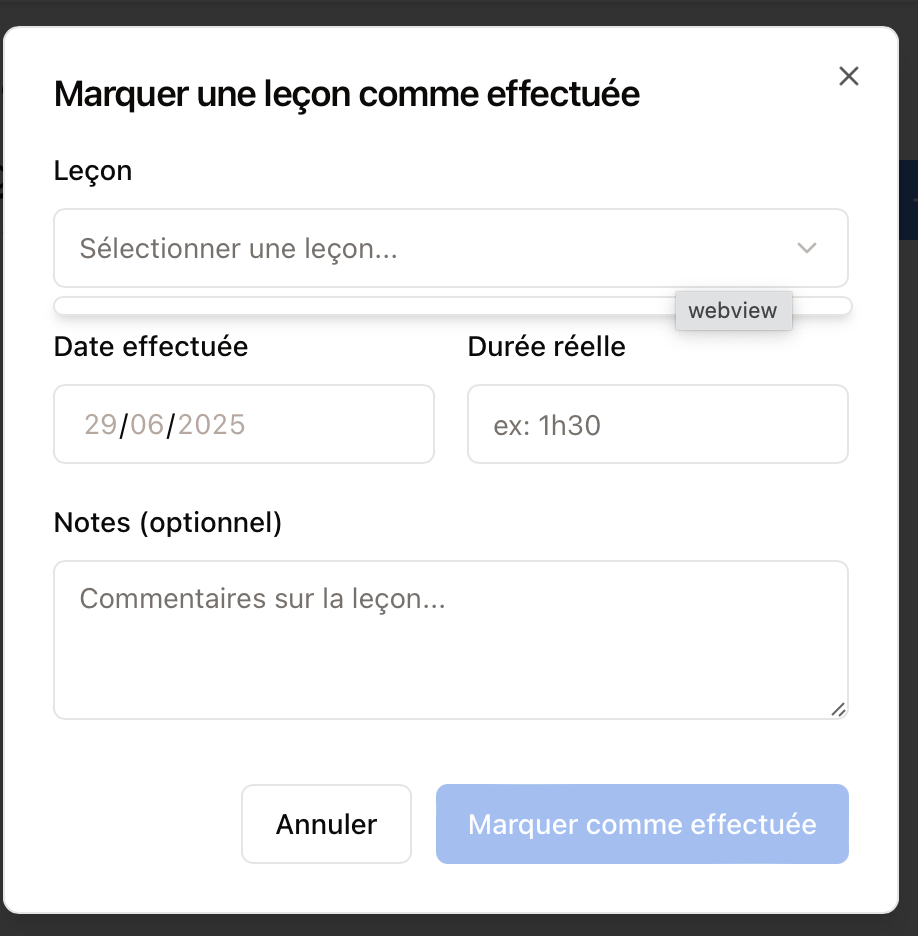 Marquer une leçon comme effectuée
Leçon
Sélectionner une leçon...
webview
Date effectuée
Durée réelle
29/06/2025
ex: 1h30
Notes (optionnel)
Commentaires sur la leçon...
Annuler
Marquer comme effectuée